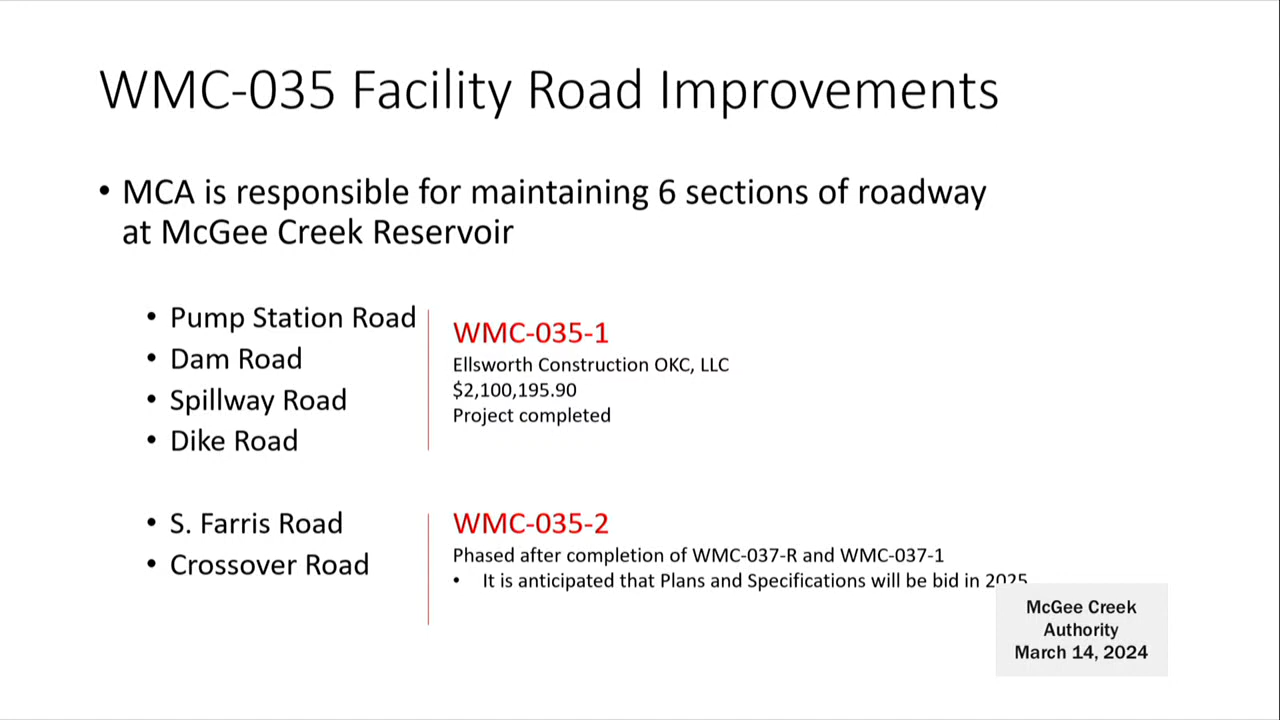 WMC-035 Facility Road Improvements
• MCA is responsible for maintaining 6 sections of roadway
at McGee Creek Reservoir
• Pump Station Road
• Dam Road
• Spillway Road
• Dike Road
WMC-035-1
Ellsworth Construction OKC, LLC
$2,100,195.90
Project completed
• S. Farris Road
• Crossover Road
WMC-035-2
Phased after completion of WMC-037-R and WMC-037-1
• It is anticipated that Plans and Specifications will be bid in 2025
McGee Creek
Authority
March 14, 2024